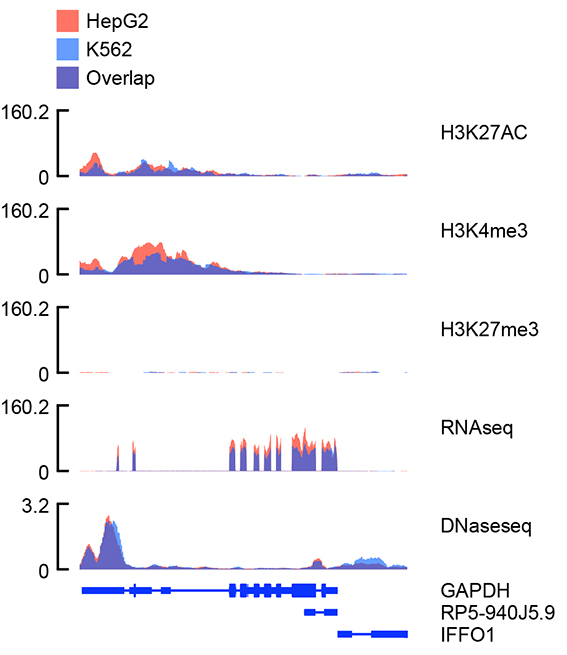 HepG2
K562
Overlap
160.2
H3K27AC
0
160.2
H3K4me3
0
160.2
H3K27me3
0
160.2
RNAseq
0
3.2
DNaseseq
0
GAPDH
RP5-940J5.9
IFFO1